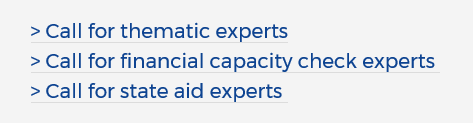 > Call for thematic experts
> Call for financial capacity check experts
> Call for state aid experts